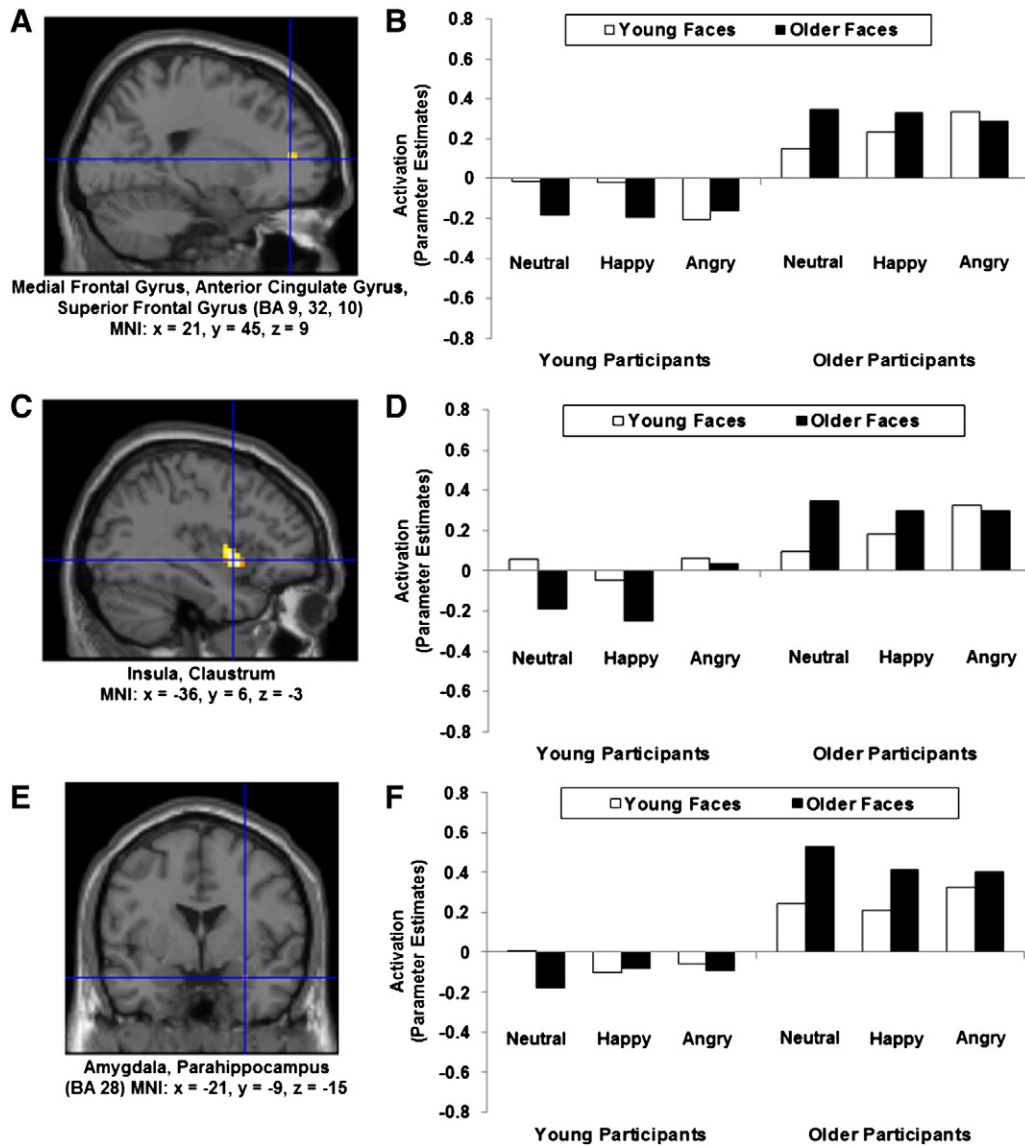 A
Medial Frontal Gyrus, Anterior Cingulate Gyrus,
Superior Frontal Gyrus (BA 9, 32, 10)
MNI: x = 21, y = 45, z = 9
B
Young Faces Older Faces
Activation
(Parameter Estimates)
0.8
0.6
0.4
0.2
0
-0.2
-0.4
-0.6
-0.8
Neutral Happy Angry Neutral Happy Angry
Young Participants Older Participants
C
Insula, Claustrum
MNI: x = -36, y = 6, z = -3
D
Young Faces Older Faces
Activation
(Parameter Estimates)
0.8
0.6
0.4
0.2
0
-0.2
-0.4
-0.6
-0.8
Neutral Happy Angry Neutral Happy Angry
Young Participants Older Participants
E
Amygdala, Parahippocampus
(BA 28) MNI: x = -21, y = -9, z = -15
F
Young Faces Older Faces
Activation
(Parameter Estimates)
0.8
0.6
0.4
0.2
0
-0.2
-0.4
-0.6
-0.8
Neutral Happy Angry Neutral Happy Angry
Young Participants Older Participants